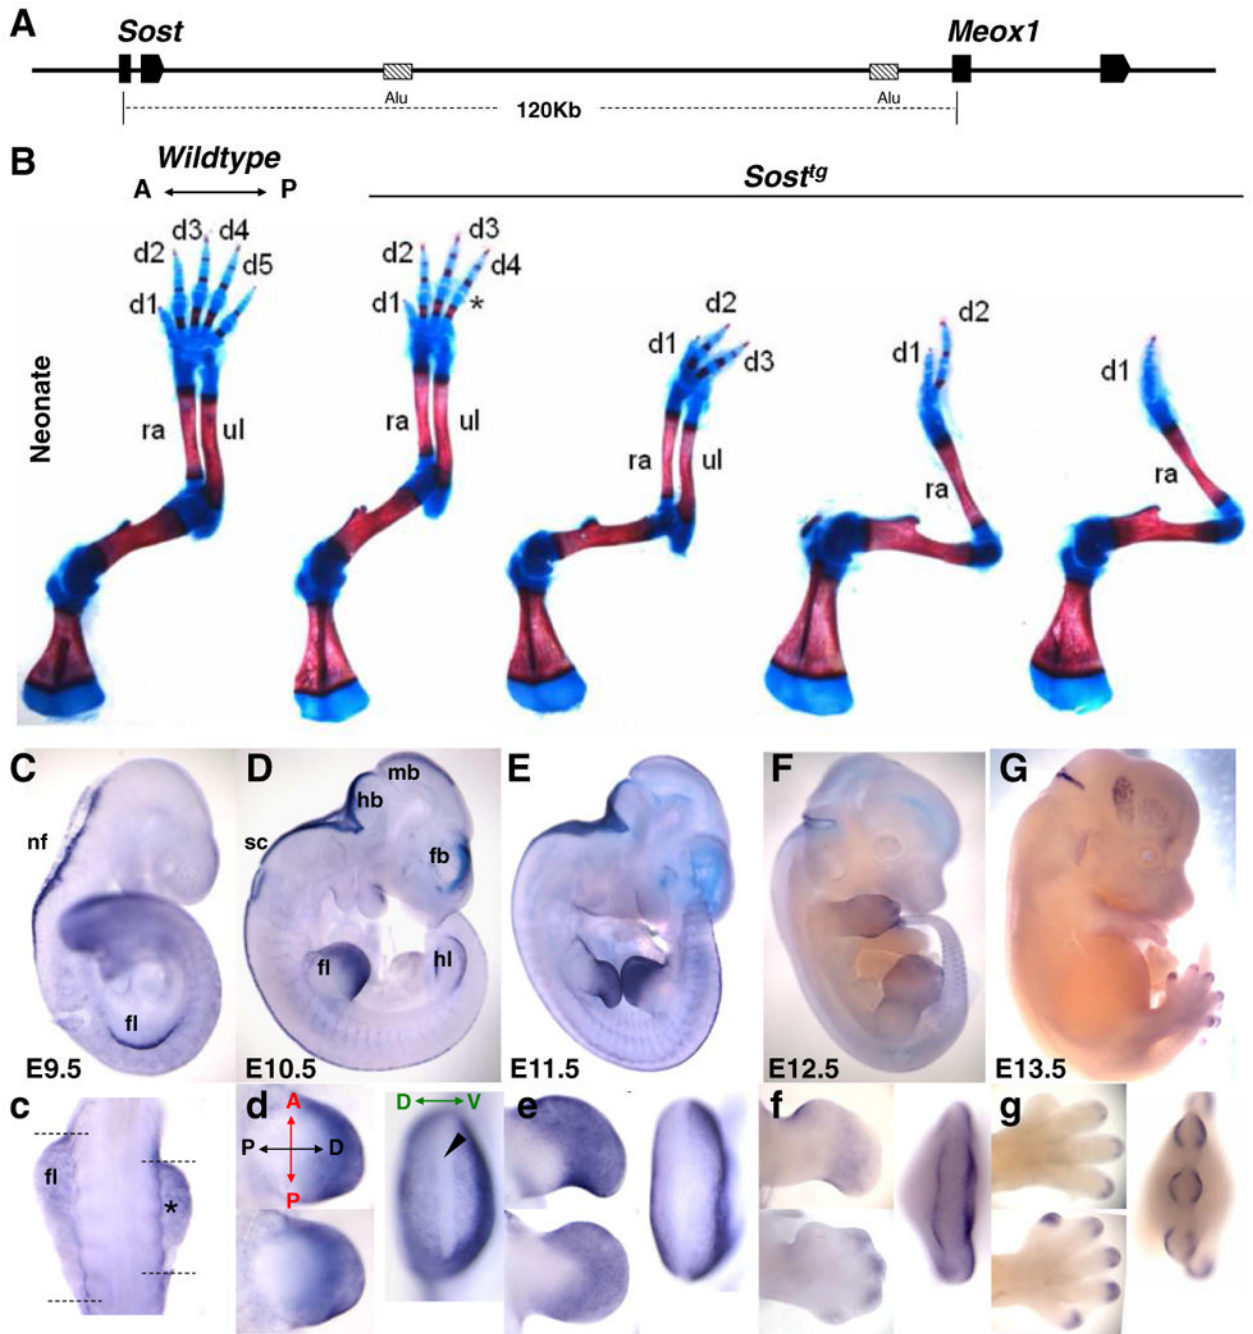 A
Sost Meox1
Alu Alu
120Kb
B
Wildtype
A P
Sost^tg
Neonate
d1 d2 d3 d4 d5
ra ul
d1 d2 d3 d4 *
ra ul
d1 d2 d3
ra ul
d1 d2
ra
d1
ra
C
nf
fl
E9.5
D
mb
hb
sc
fb
fl
hl
E10.5
E
E11.5
F
E12.5
G
E13.5
c
fl
*
d
A
P D
P
D V
e
f
g